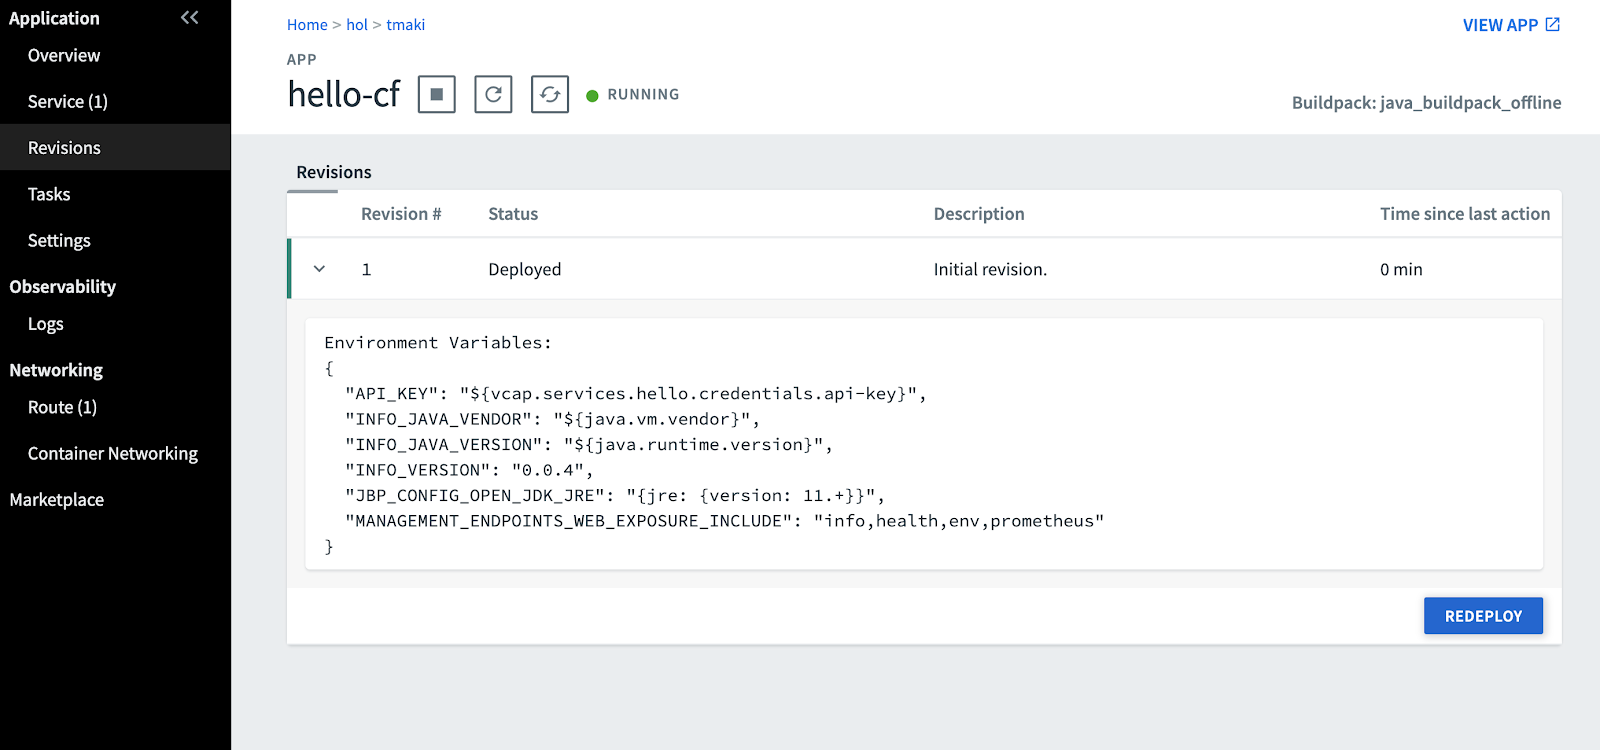 Application
Overview
Service (1)
Revisions
Tasks
Settings
Observability
Logs
Networking
Route (1)
Container Networking
Marketplace
Home > hol > tmaki
VIEW APP
APP
hello-cf
RUNNING
Buildpack: java_buildpack_offline
Revisions
Revision # Status Description Time since last action
1 Deployed Initial revision. 0 min
Environment Variables:
{
"API_KEY": "${vcap.services.hello.credentials.api-key}",
"INFO_JAVA_VENDOR": "${java.vm.vendor}",
"INFO_JAVA_VERSION": "${java.runtime.version}",
"INFO_VERSION": "0.0.4",
"JBP_CONFIG_OPEN_JDK_JRE": "{jre: {version: 11.+}}",
"MANAGEMENT_ENDPOINTS_WEB_EXPOSURE_INCLUDE": "info,health,env,prometheus"
}
REDEPLOY